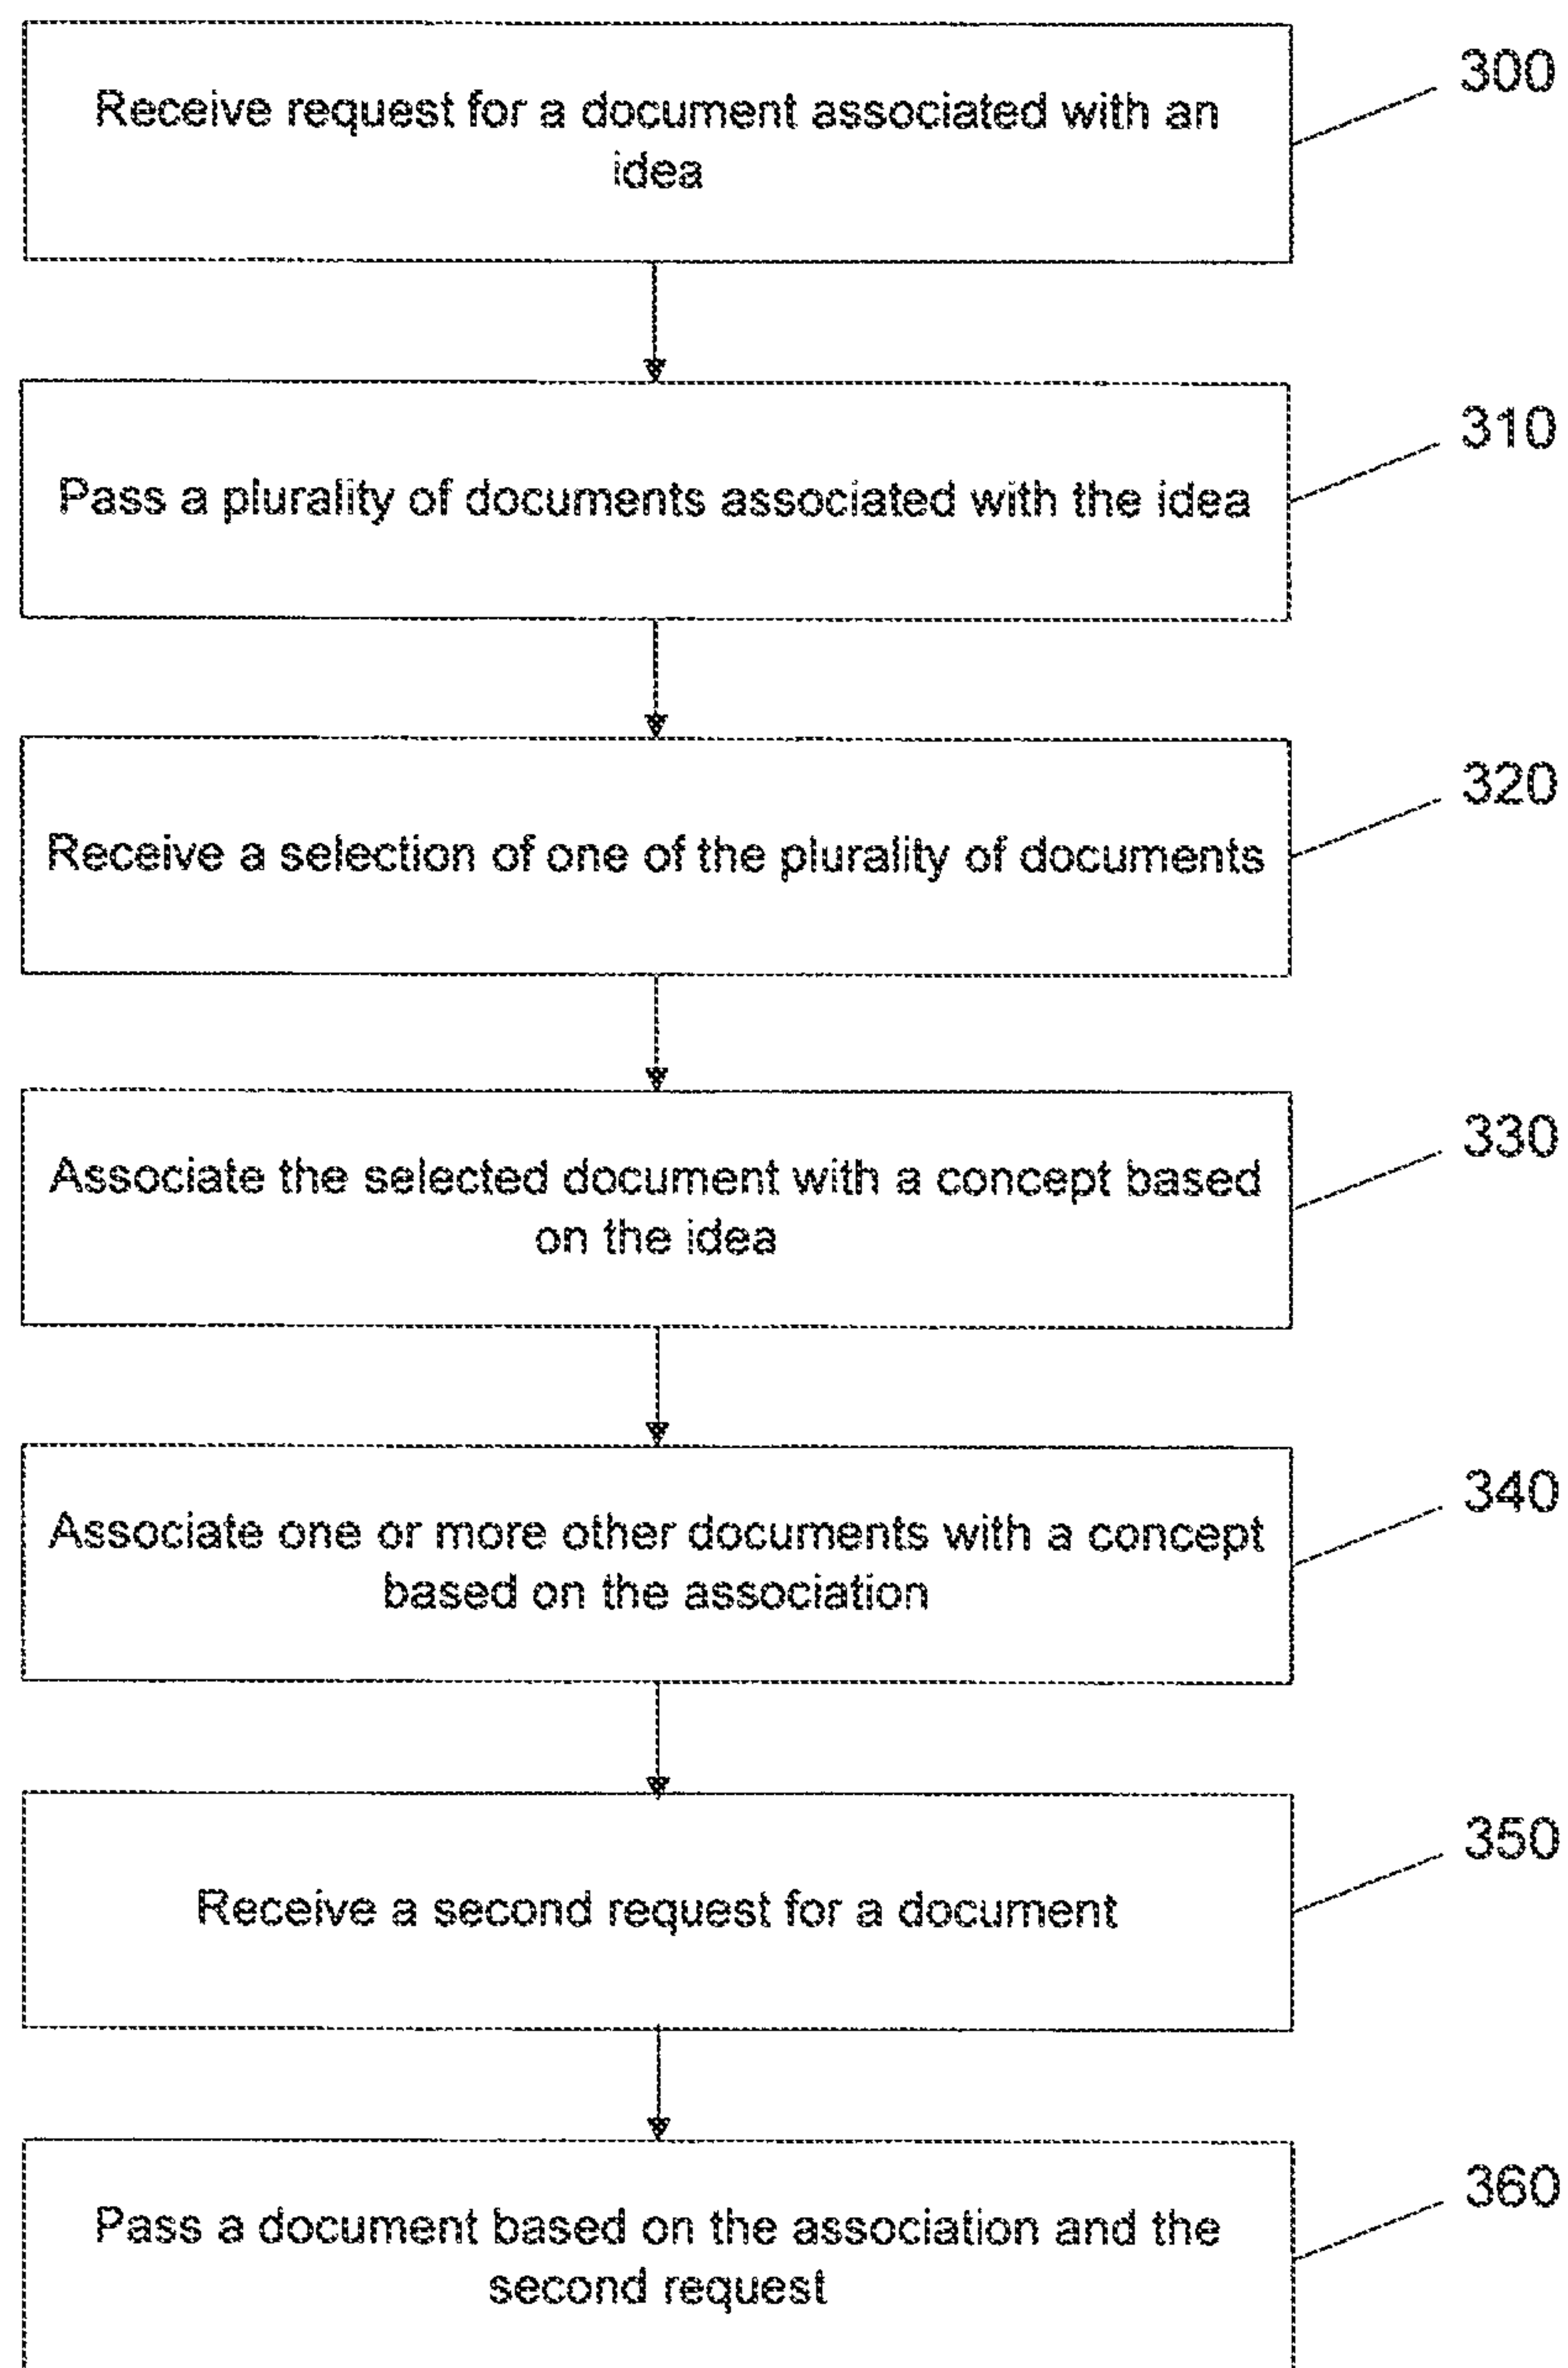 Receive request for a document associated with an
idea
300
Pass a plurality of documents associated with the idea
310
Receive a selection of one of the plurality of documents
320
Associate the selected document with a concept based
on the idea
330
Associate one or more other documents with a concept
based on the association
340
Receive a second request for a document
350
Pass a document based on the association and the
second request
360